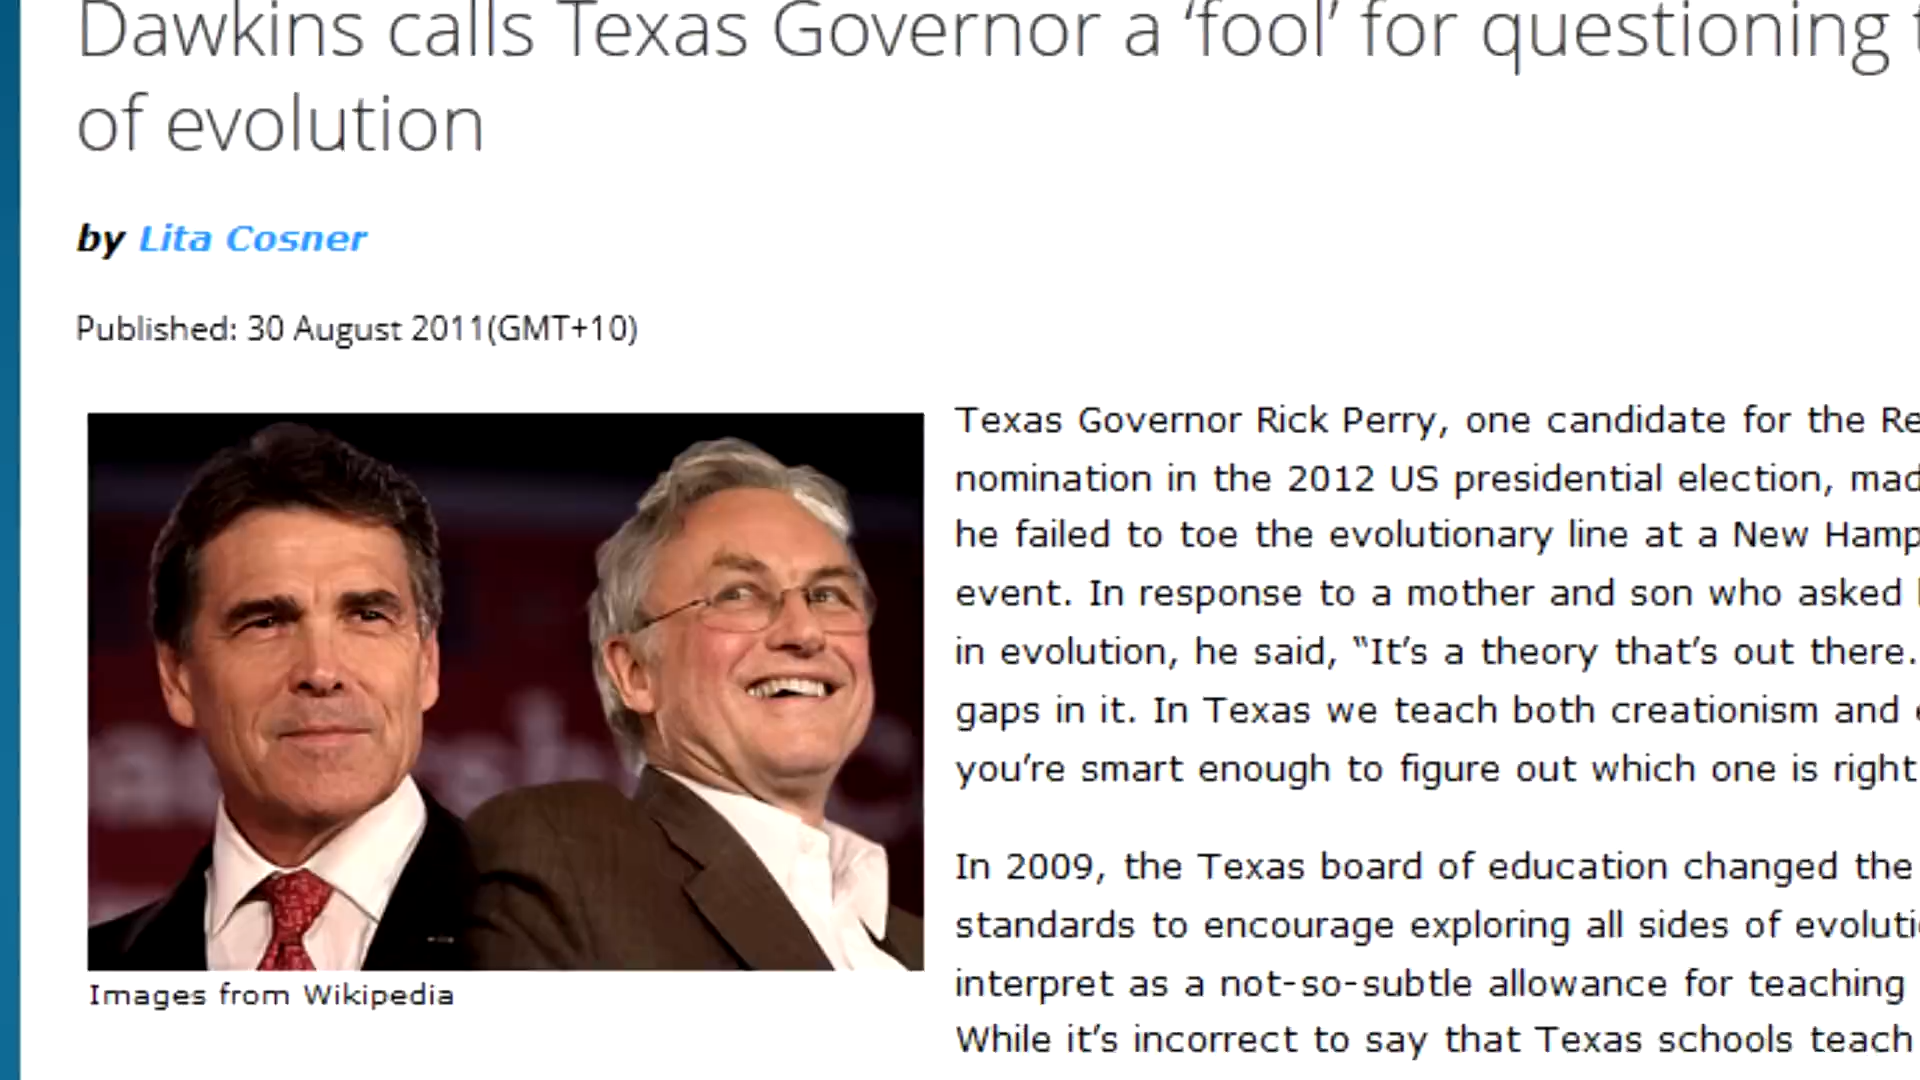 Dawkins calls Texas Governor a ‘fool’ for questioning
of evolution
by Lita Cosner
Published: 30 August 2011(GMT+10)
Texas Governor Rick Perry, one candidate for the Re
nomination in the 2012 US presidential election, mad
he failed to toe the evolutionary line at a New Hamp
event. In response to a mother and son who asked
in evolution, he said, “It’s a theory that’s out there.
gaps in it. In Texas we teach both creationism and
you’re smart enough to figure out which one is right
In 2009, the Texas board of education changed the
standards to encourage exploring all sides of evoluti
interpret as a not-so-subtle allowance for teaching
While it’s incorrect to say that Texas schools teach
Images from Wikipedia